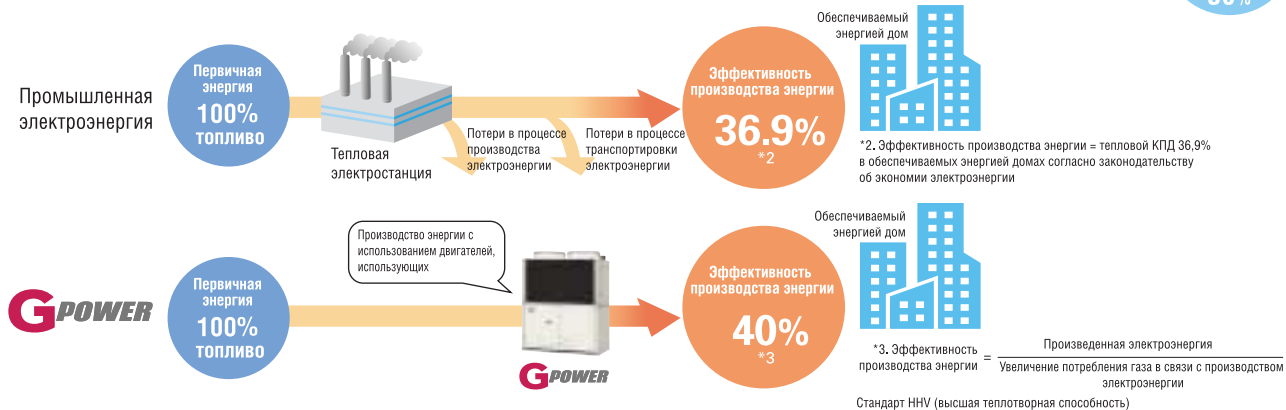 Промышленная
электроэнергия
Первичная
энергия
100%
топливо
Тепловая
электростанция
Потери в процессе
производства
электроэнергии
Потери в процессе
транспортировки
электроэнергии
Эффективность
производства энергии
36.9%
*2
Обеспечиваемый
энергией дом
*2. Эффективность производства энергии = тепловой КПД 36,9%
в обеспечиваемых энергией домах согласно законодательству
об экономии электроэнергии
G POWER
Первичная
энергия
100%
топливо
Производство энергии с
использованием двигателей,
использующих
G POWER
Эффективность
производства энергии
40%
*3
Обеспечиваемый
энергией дом
*3. Эффективность
производства энергии =
Произведенная электроэнергия
Увеличение потребления газа в связи с производством
электроэнергии
Стандарт HHV (высшая теплотворная способность)